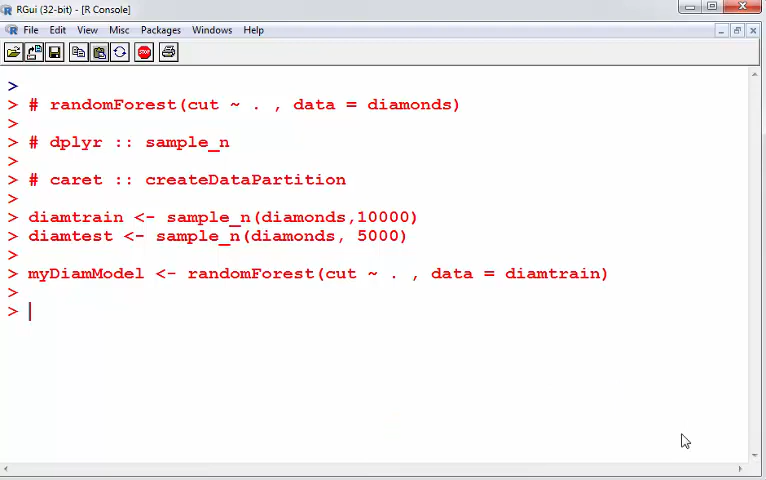 RGui (32-bit) - [R Console]
File Edit View Misc Packages Windows Help
>
> # randomForest(cut ~ . , data = diamonds)
>
> # dplyr :: sample_n
>
> # caret :: createDataPartition
>
> diamtrain <- sample_n(diamonds,10000)
> diamtest <- sample_n(diamonds, 5000)
>
> myDiamModel <- randomForest(cut ~ . , data = diamtrain)
>
>